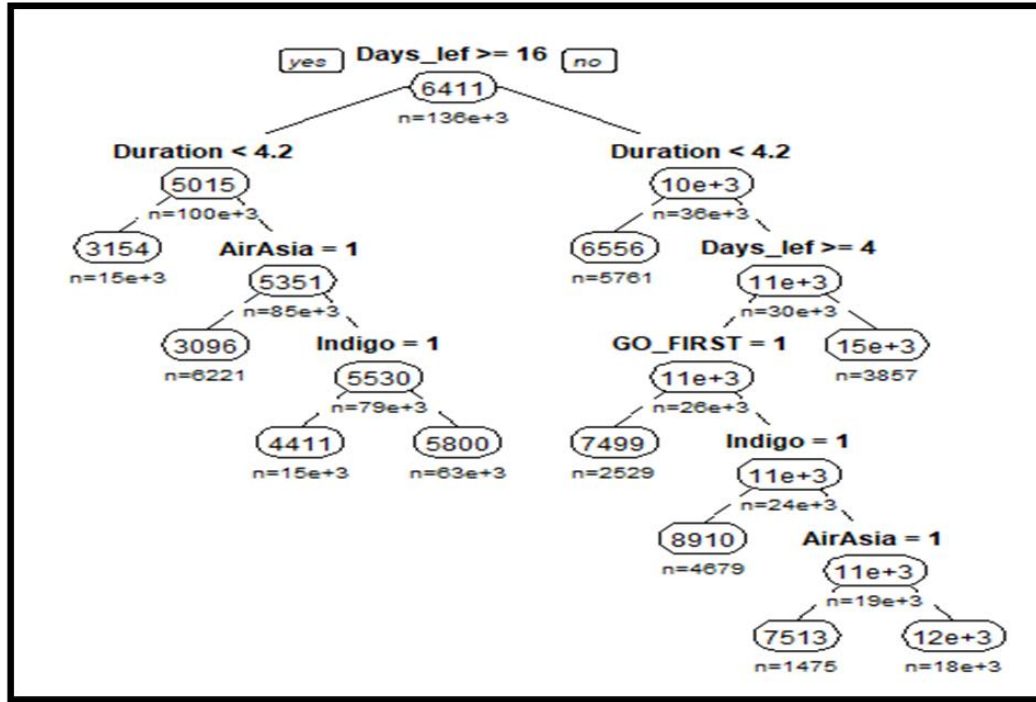 yes Days_lef >= 16 no
6411
n=136e+3
Duration < 4.2 Duration < 4.2
5015 10e+3
n=100e+3 n=36e+3
3154 AirAsia = 1 6556 Days_lef >= 4
n=15e+3 5351 n=5761 11e+3
n=85e+3 n=30e+3
3096 Indigo = 1 GO_FIRST = 1 15e+3
n=6221 5530 11e+3 n=3857
n=79e+3 n=26e+3
4411 5800 7499 Indigo = 1
n=15e+3 n=63e+3 n=2529 11e+3
n=24e+3
8910 AirAsia = 1
n=4679 11e+3
n=19e+3
7513 12e+3
n=1475 n=18e+3